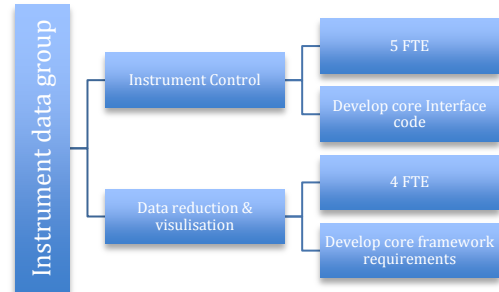 Instrument data group
Instrument Control
5 FTE
Develop core Interface
code
Data reduction &
visulisation
4 FTE
Develop core framework
requirements